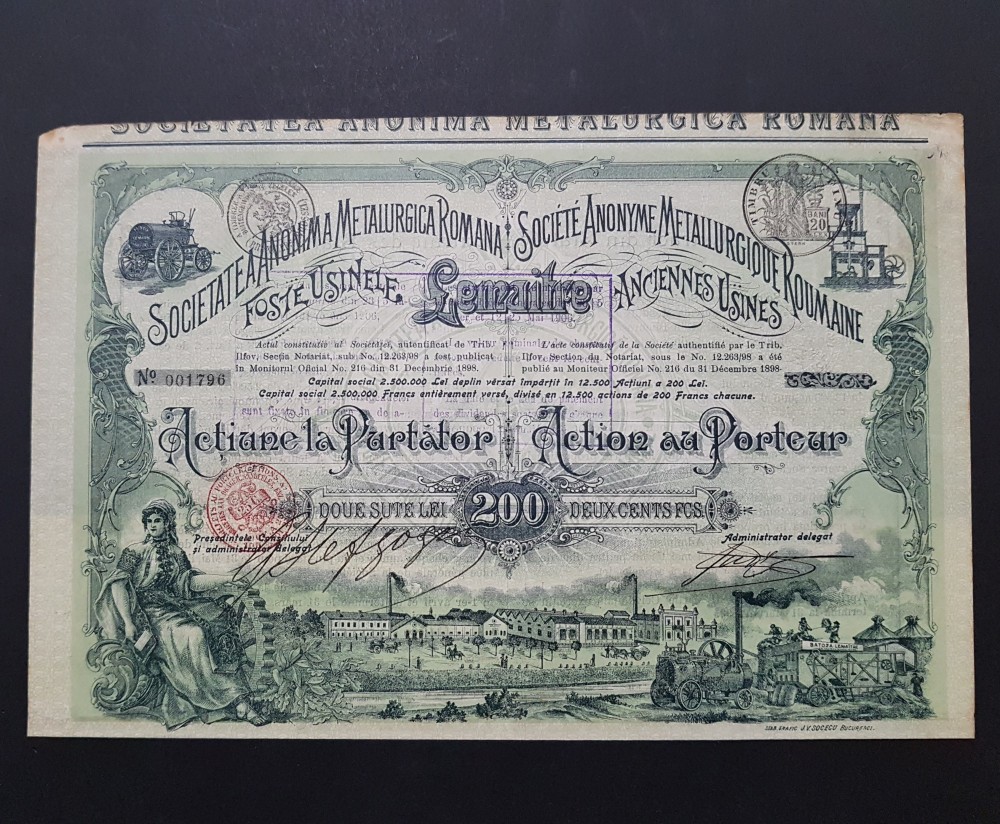 SOCIETATEA ANONIMA METALURGICA ROMANA
SOCIETATEA ANONIMA METALURGICA ROMANA
FOSTE USINELE
SOCIÉTÉ ANONYME METALLURGIQUE ROUMAINE
ANCIENNES USINES
Lemaitre
TIMBRU
BANI
20
Actul constitutiv al Societăţei, autentificat de Trib.
Ilfov, Secţia Notariat, sub No. 12.263/98 a fost publicat
in Monitorul Oficial No. 216 din 31 Decembrie 1898.
L'acte constitutif de la Société authentifié par le Trib.
Ilfov, Section du Notariat, sous le No. 12.263/98 a été
publié au Moniteur Officiel No. 216 du 31 Décembre 1898
No 001796
Capital social 2.500.000 Lei deplin vêrsat împărtit în 12.500 Acţiuni a 200 Lei.
Capital social 2.500.000 Francs entièrement versé, divisé en 12.500 actions de 200 Francs chacune.
Acţiune la Purtător
Action au Porteur
DOUE SUTE LEI 200 DEUX CENTS FCS.
Preşedintele Consiliului
şi administrator delegat
Administrator delegat
BATOZA LEMAITRE
STAB. GRAFIC J.V. SOCECU BUCURESCI.